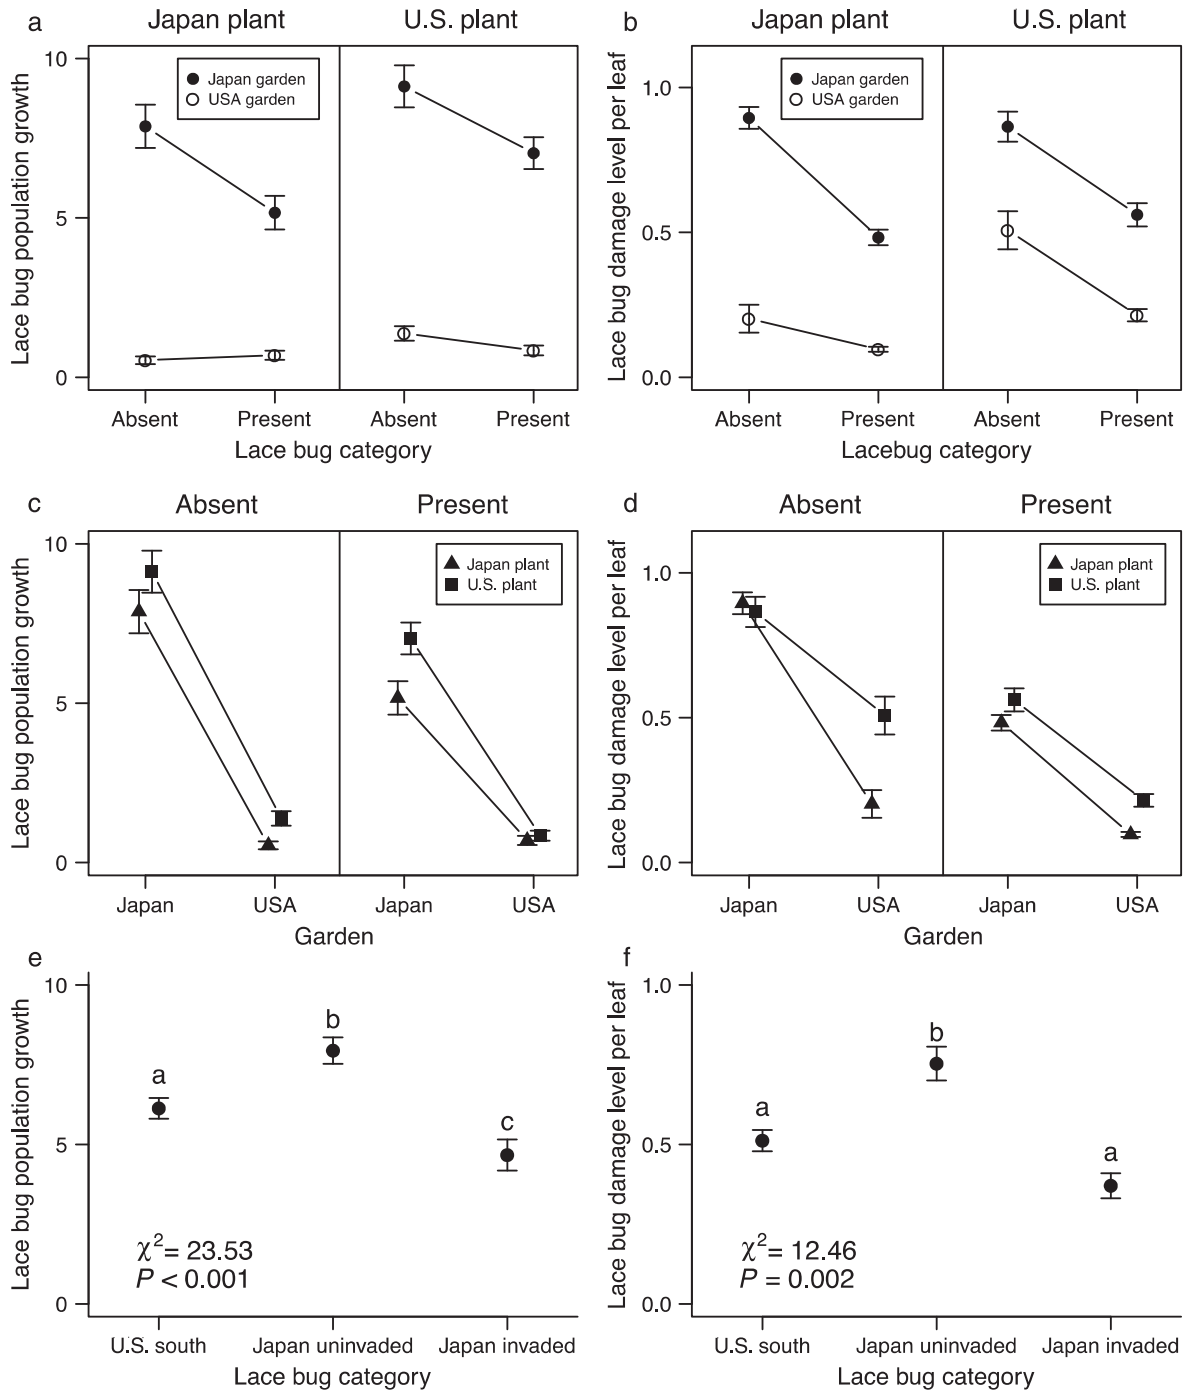 a
Japan plant
U.S. plant
Lace bug population growth
10
5
0
Japan garden
USA garden
Absent
Present
Absent
Present
Lace bug category
b
Japan plant
U.S. plant
Lace bug damage level per leaf
1.0
0.5
0.0
Japan garden
USA garden
Absent
Present
Absent
Present
Lacebug category
c
Absent
Present
Lace bug population growth
10
5
0
Japan plant
U.S. plant
Japan
USA
Japan
USA
Garden
d
Absent
Present
Lace bug damage level per leaf
1.0
0.5
0.0
Japan plant
U.S. plant
Japan
USA
Japan
USA
Garden
e
Lace bug population growth
10
5
0
a
b
c
χ²= 23.53
P < 0.001
U.S. south
Japan uninvaded
Japan invaded
Lace bug category
f
Lace bug damage level per leaf
1.0
0.5
0.0
a
b
a
χ²= 12.46
P = 0.002
U.S. south
Japan uninvaded
Japan invaded
Lace bug category